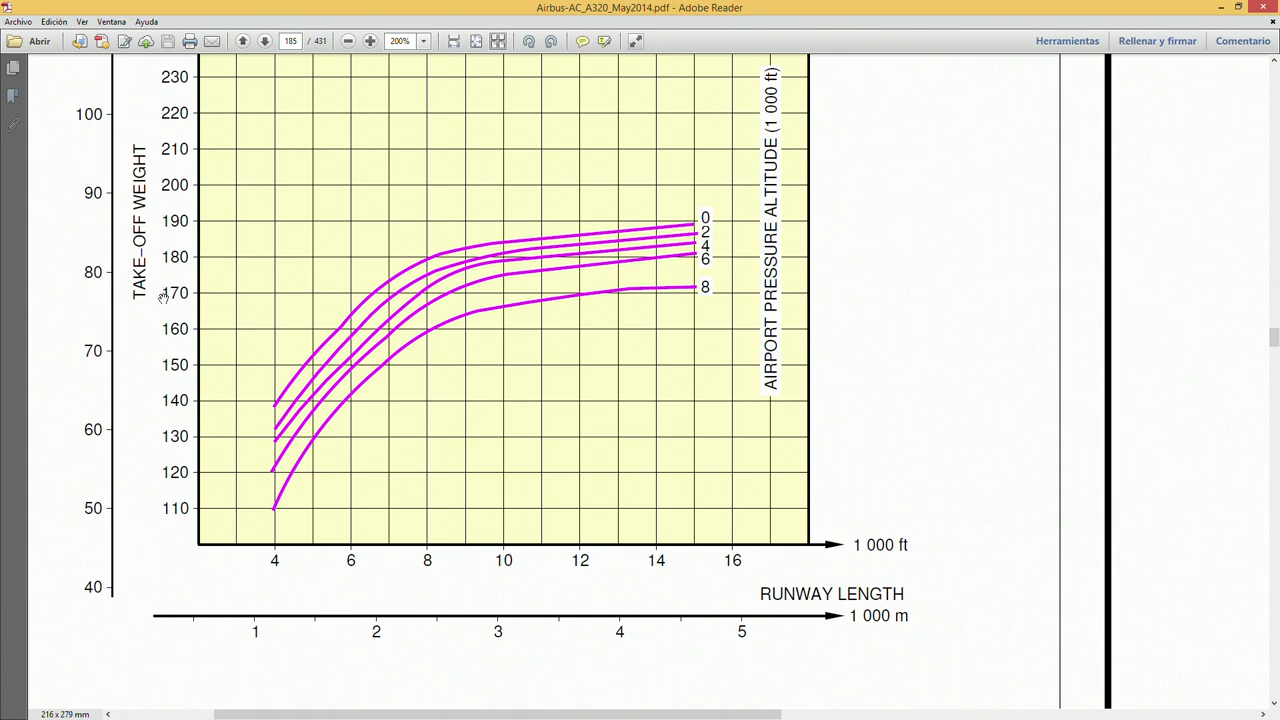 Airbus-AC_A320_May2014.pdf - Adobe Reader
Archivo Edición Ver Ventana Ayuda
Abrir 185 / 431 200% Herramientas Rellenar y firmar Comentario
230
220
210
200
190
180
170
160
150
140
130
120
110
100
90
80
70
60
50
40
TAKE–OFF WEIGHT
AIRPORT PRESSURE ALTITUDE (1 000 ft)
0
2
4
6
8
4 6 8 10 12 14 16 1 000 ft
RUNWAY LENGTH
1 2 3 4 5 1 000 m
216 x 279 mm